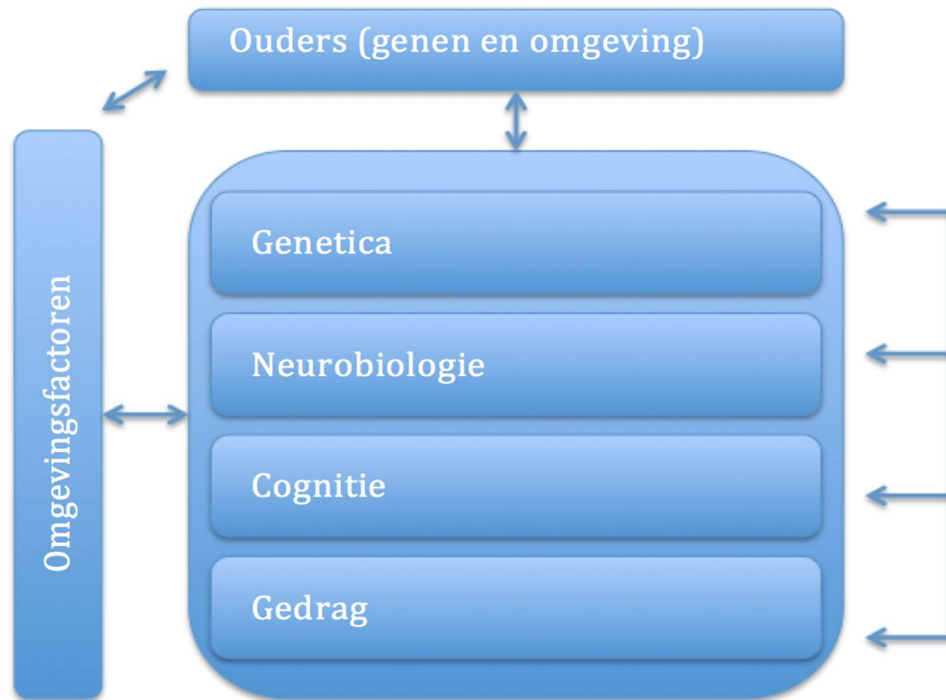 Ouders (genen en omgeving)
Omgevingsfactoren
Genetica
Neurobiologie
Cognitie
Gedrag